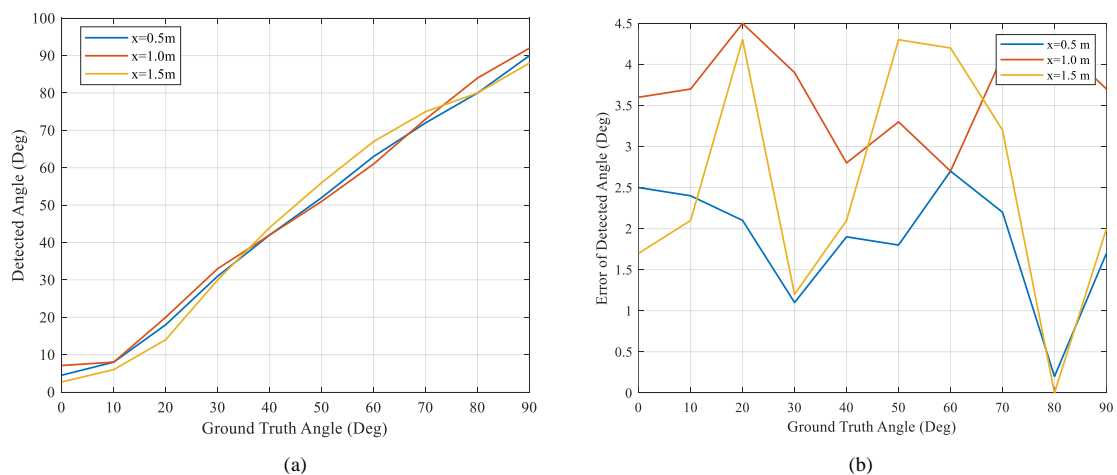 100
90
80
70
60
50
40
30
20
10
0
Detected Angle (Deg)
x=0.5m
x=1.0m
x=1.5m
0 10 20 30 40 50 60 70 80 90
Ground Truth Angle (Deg)
(a)
4.5
4
3.5
3
2.5
2
1.5
1
0.5
0
Error of Detected Angle (Deg)
x=0.5 m
x=1.0 m
x=1.5 m
0 10 20 30 40 50 60 70 80 90
Ground Truth Angle (Deg)
(b)